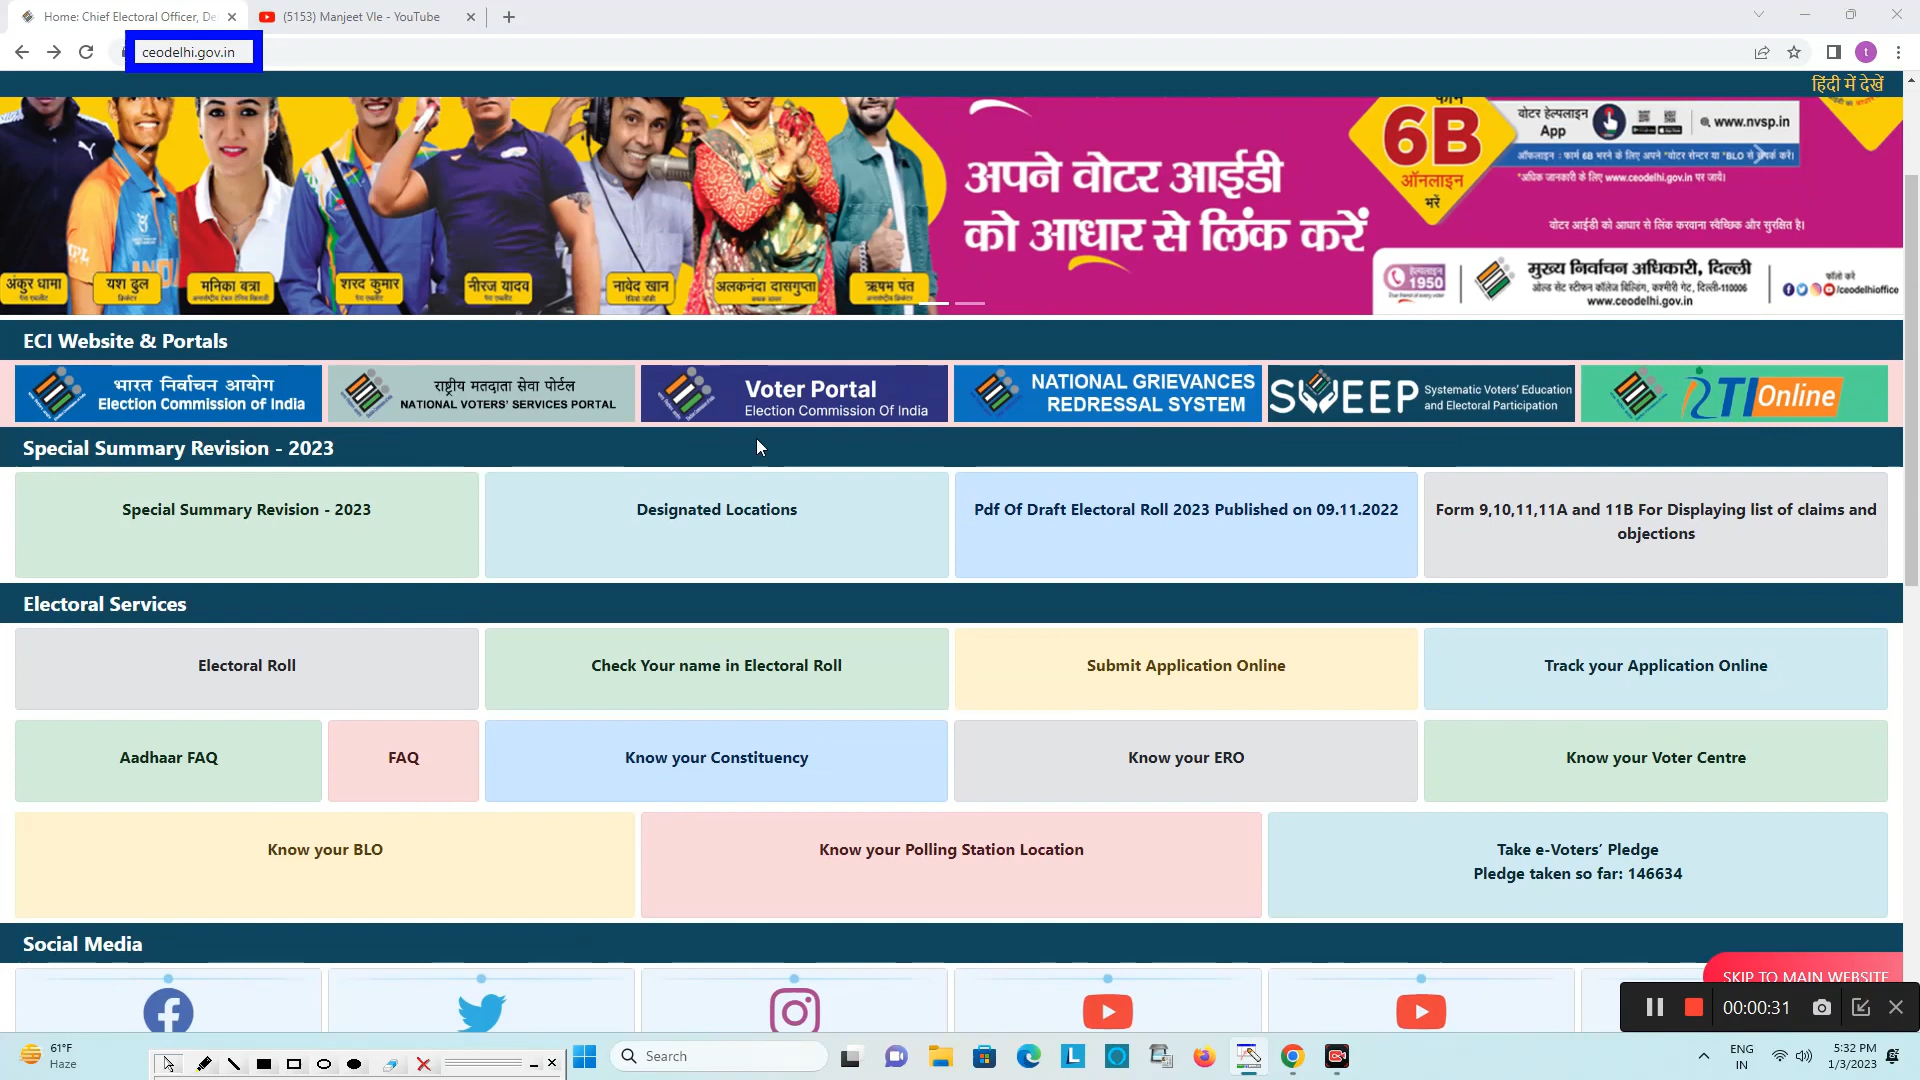 Home: Chief Electoral Officer, De
(5153) Manjeet Vle - YouTube
ceodelhi.gov.in
t
हिंदी में देखें
अंकुर धामा
यश ढुल
मनिका बत्रा
शरद कुमार
नीरज यादव
नावेद खान
अलकनंदा दासगुप्ता
ऋषभ पंत
अपने वोटर आईडी
को आधार से लिंक करें
फॉर्म
6B
ऑनलाइन
भरें
वोटर हेल्पलाइन
App
www.nvsp.in
*अधिक जानकारी के लिए www.ceodelhi.gov.in पर जायें।
वोटर आईडी को आधार से लिंक करवाना स्वैच्छिक और सुरक्षित है।
हेल्पलाइन
1950
मुख्य निर्वाचन अधिकारी, दिल्ली
ओल्ड सेंट स्टीफन कॉलेज बिल्डिंग, कश्मीरी गेट, दिल्ली-110006
www.ceodelhi.gov.in
फॉलो करें
/ceodelhioffice
ECI Website & Portals
भारत निर्वाचन आयोग
Election Commission of India
राष्ट्रीय मतदाता सेवा पोर्टल
NATIONAL VOTERS' SERVICES PORTAL
Voter Portal
Election Commission Of India
NATIONAL GRIEVANCES
REDRESSAL SYSTEM
SWEEP
Systematic Voters' Education
and Electoral Participation
RTI Online
Special Summary Revision - 2023
Special Summary Revision - 2023
Designated Locations
Pdf Of Draft Electoral Roll 2023 Published on 09.11.2022
Form 9,10,11,11A and 11B For Displaying list of claims and
objections
Electoral Services
Electoral Roll
Check Your name in Electoral Roll
Submit Application Online
Track your Application Online
Aadhaar FAQ
FAQ
Know your Constituency
Know your ERO
Know your Voter Centre
Know your BLO
Know your Polling Station Location
Take e-Voters' Pledge
Pledge taken so far: 146634
Social Media
SKIP TO MAIN WEBSITE
00:00:31
61°F
Haze
Search
ENG
IN
5:32 PM
1/3/2023